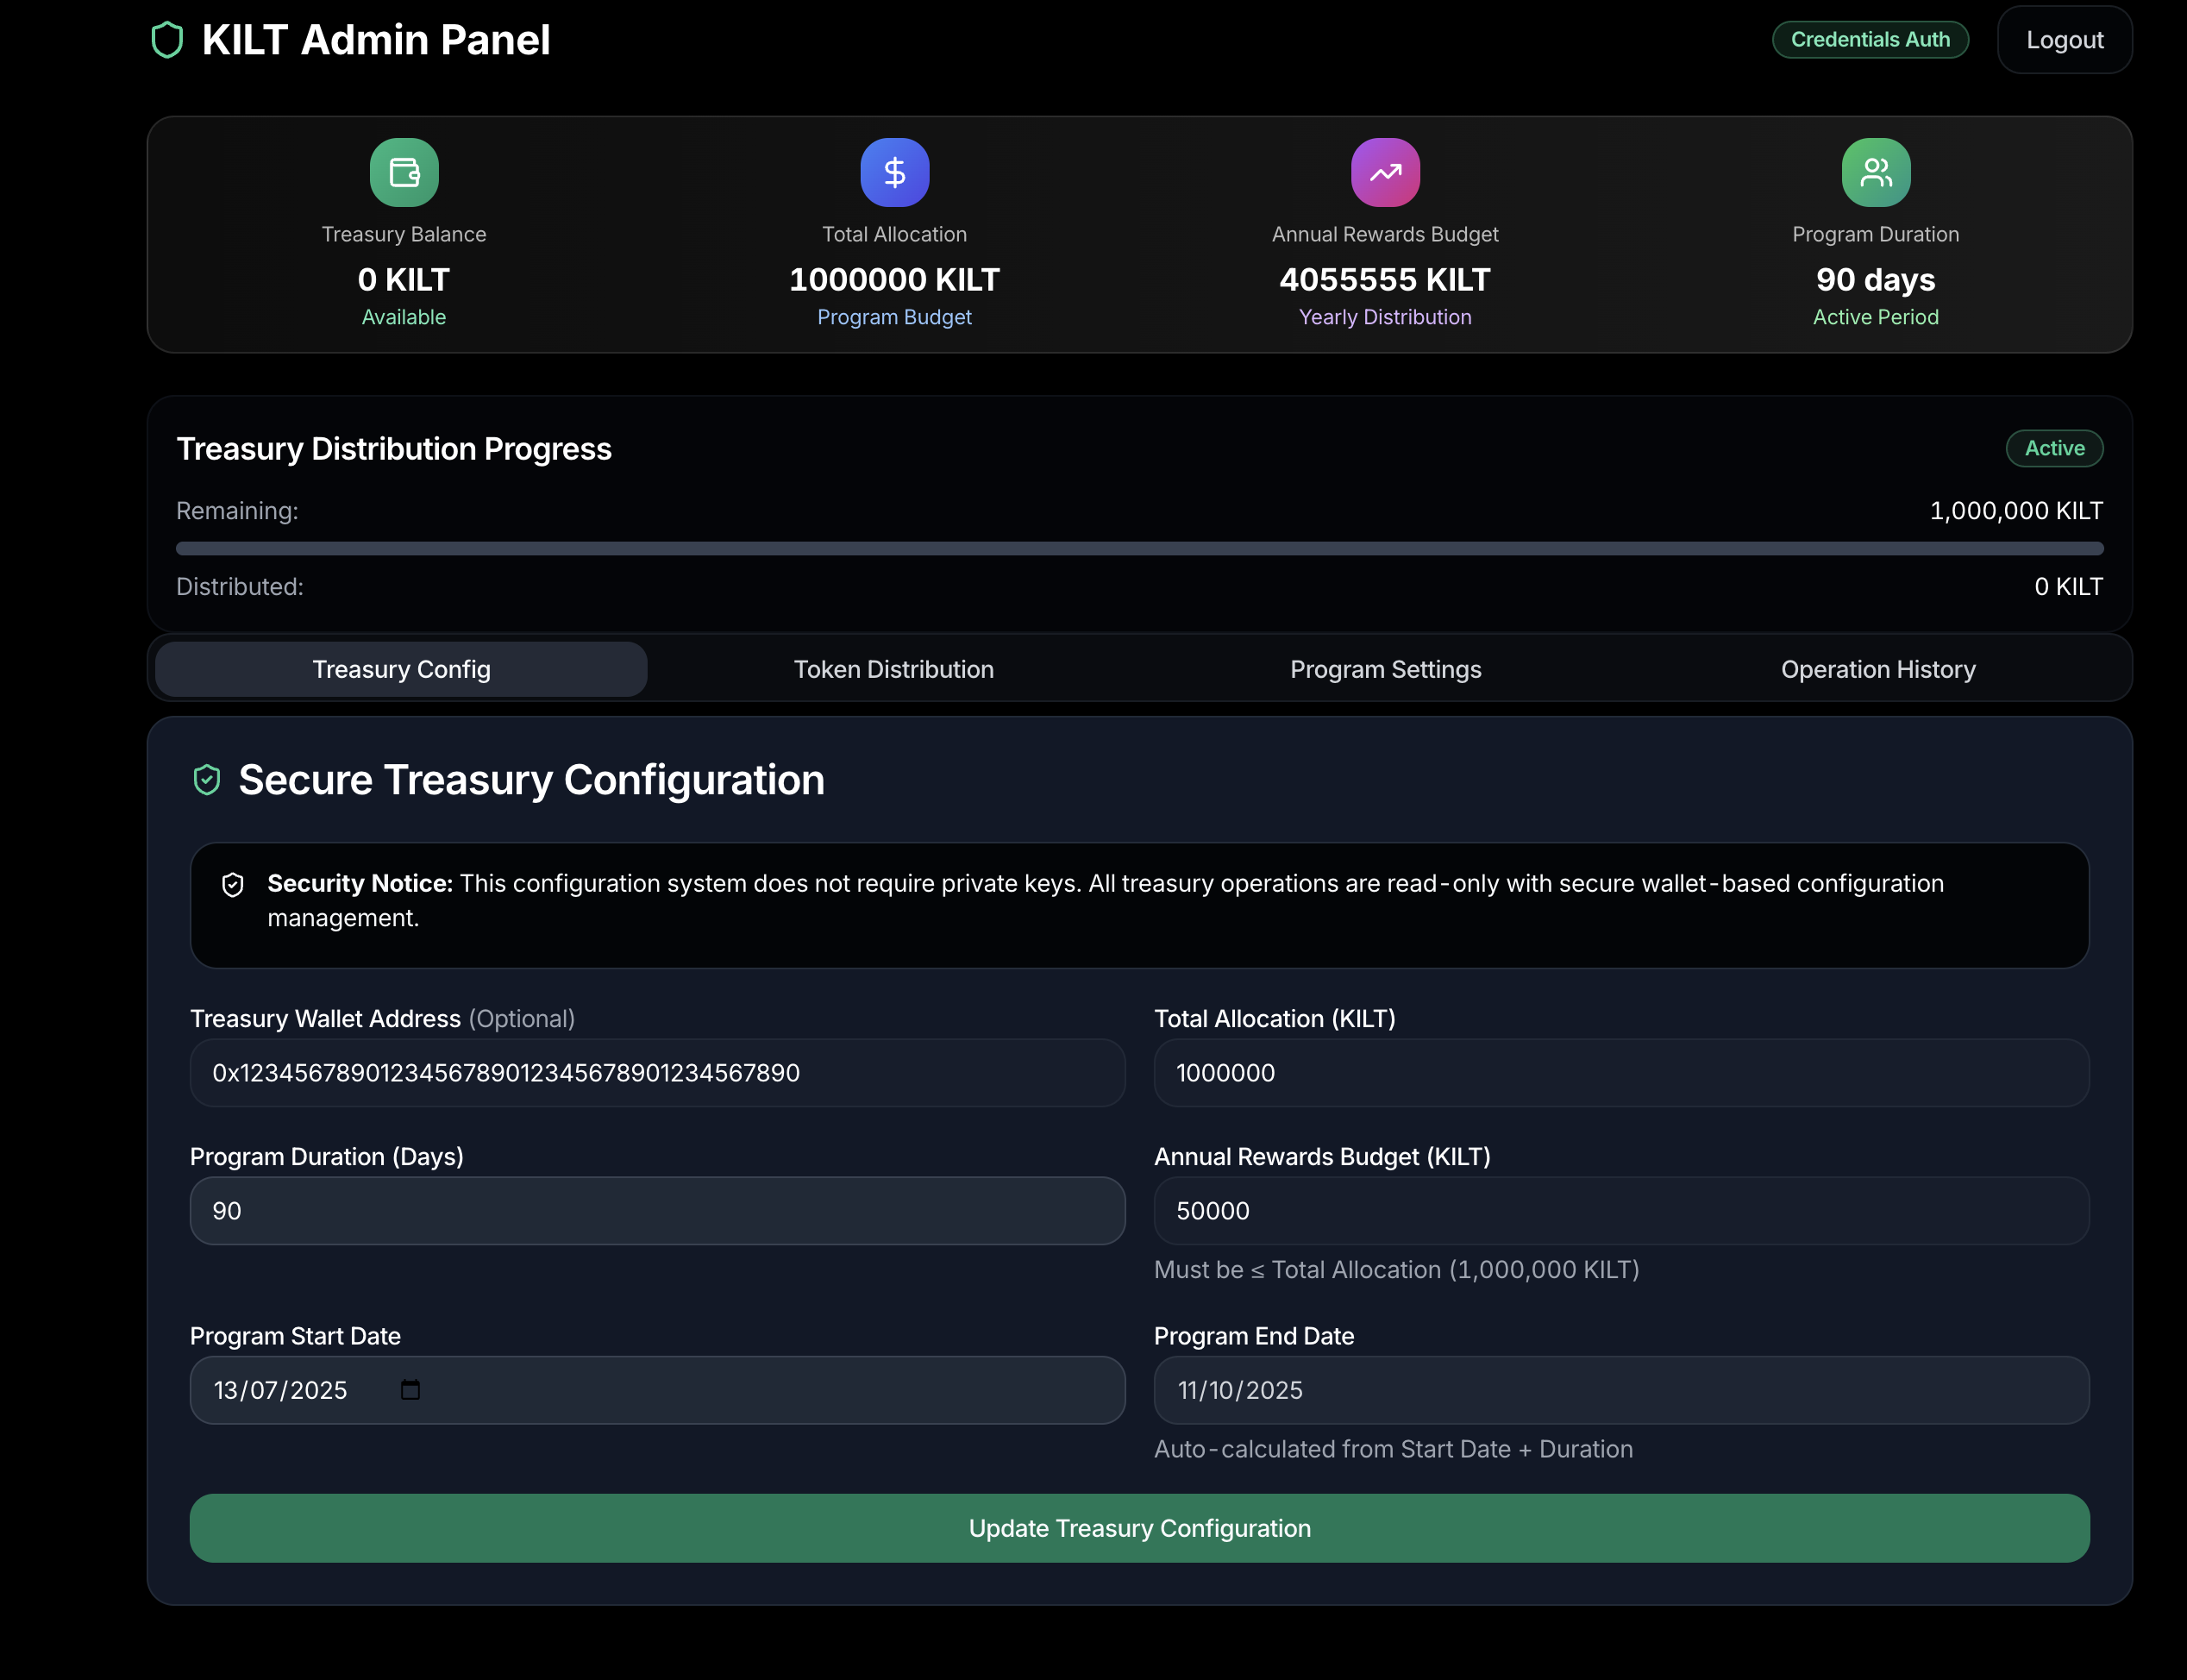 KILT Admin Panel
Credentials Auth
Logout
Treasury Balance
0 KILT
Available
Total Allocation
1000000 KILT
Program Budget
Annual Rewards Budget
4055555 KILT
Yearly Distribution
Program Duration
90 days
Active Period
Treasury Distribution Progress
Active
Remaining:
1,000,000 KILT
Distributed:
0 KILT
Treasury Config
Token Distribution
Program Settings
Operation History
Secure Treasury Configuration
Security Notice: This configuration system does not require private keys. All treasury operations are read-only with secure wallet-based configuration
management.
Treasury Wallet Address (Optional)
0x1234567890123456789012345678901234567890
Total Allocation (KILT)
1000000
Program Duration (Days)
90
Annual Rewards Budget (KILT)
50000
Must be ≤ Total Allocation (1,000,000 KILT)
Program Start Date
13/07/2025
Program End Date
11/10/2025
Auto-calculated from Start Date + Duration
Update Treasury Configuration